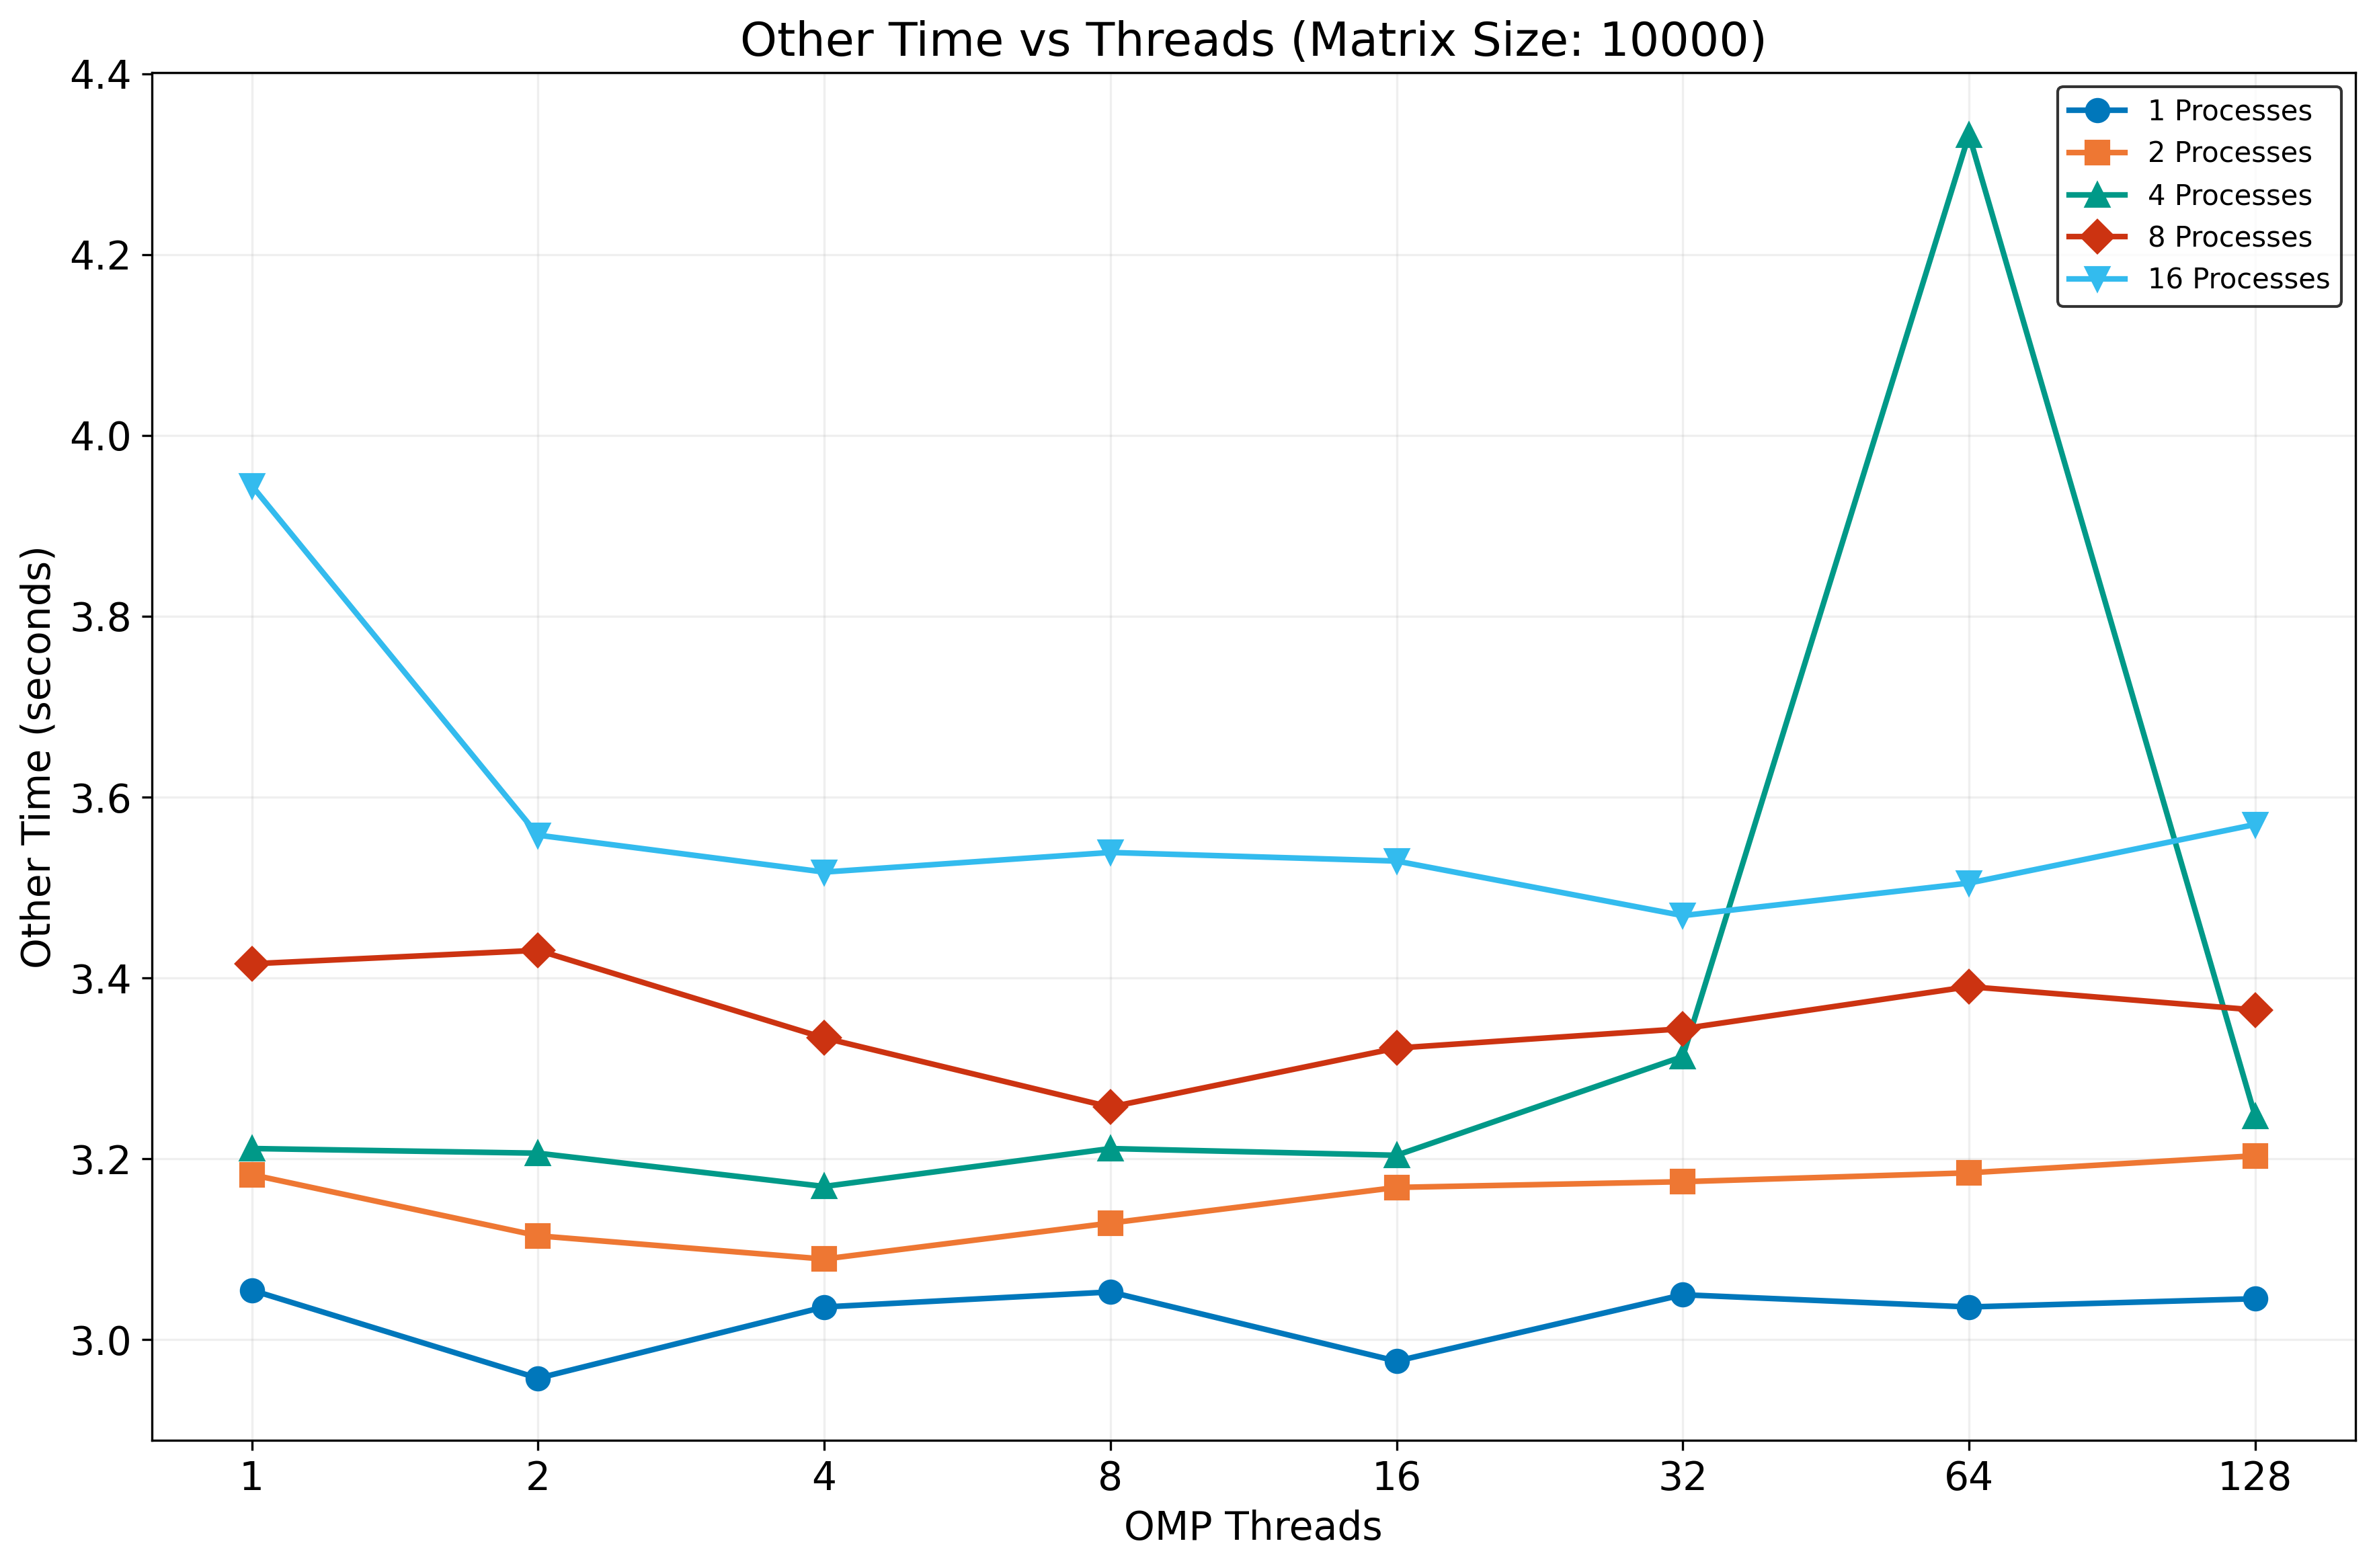 Other Time vs Threads (Matrix Size: 10000)
4.4
4.2
4.0
3.8
3.6
3.4
3.2
3.0
Other Time (seconds)
1 Processes
2 Processes
4 Processes
8 Processes
16 Processes
1 2 4 8 16 32 64 128
OMP Threads